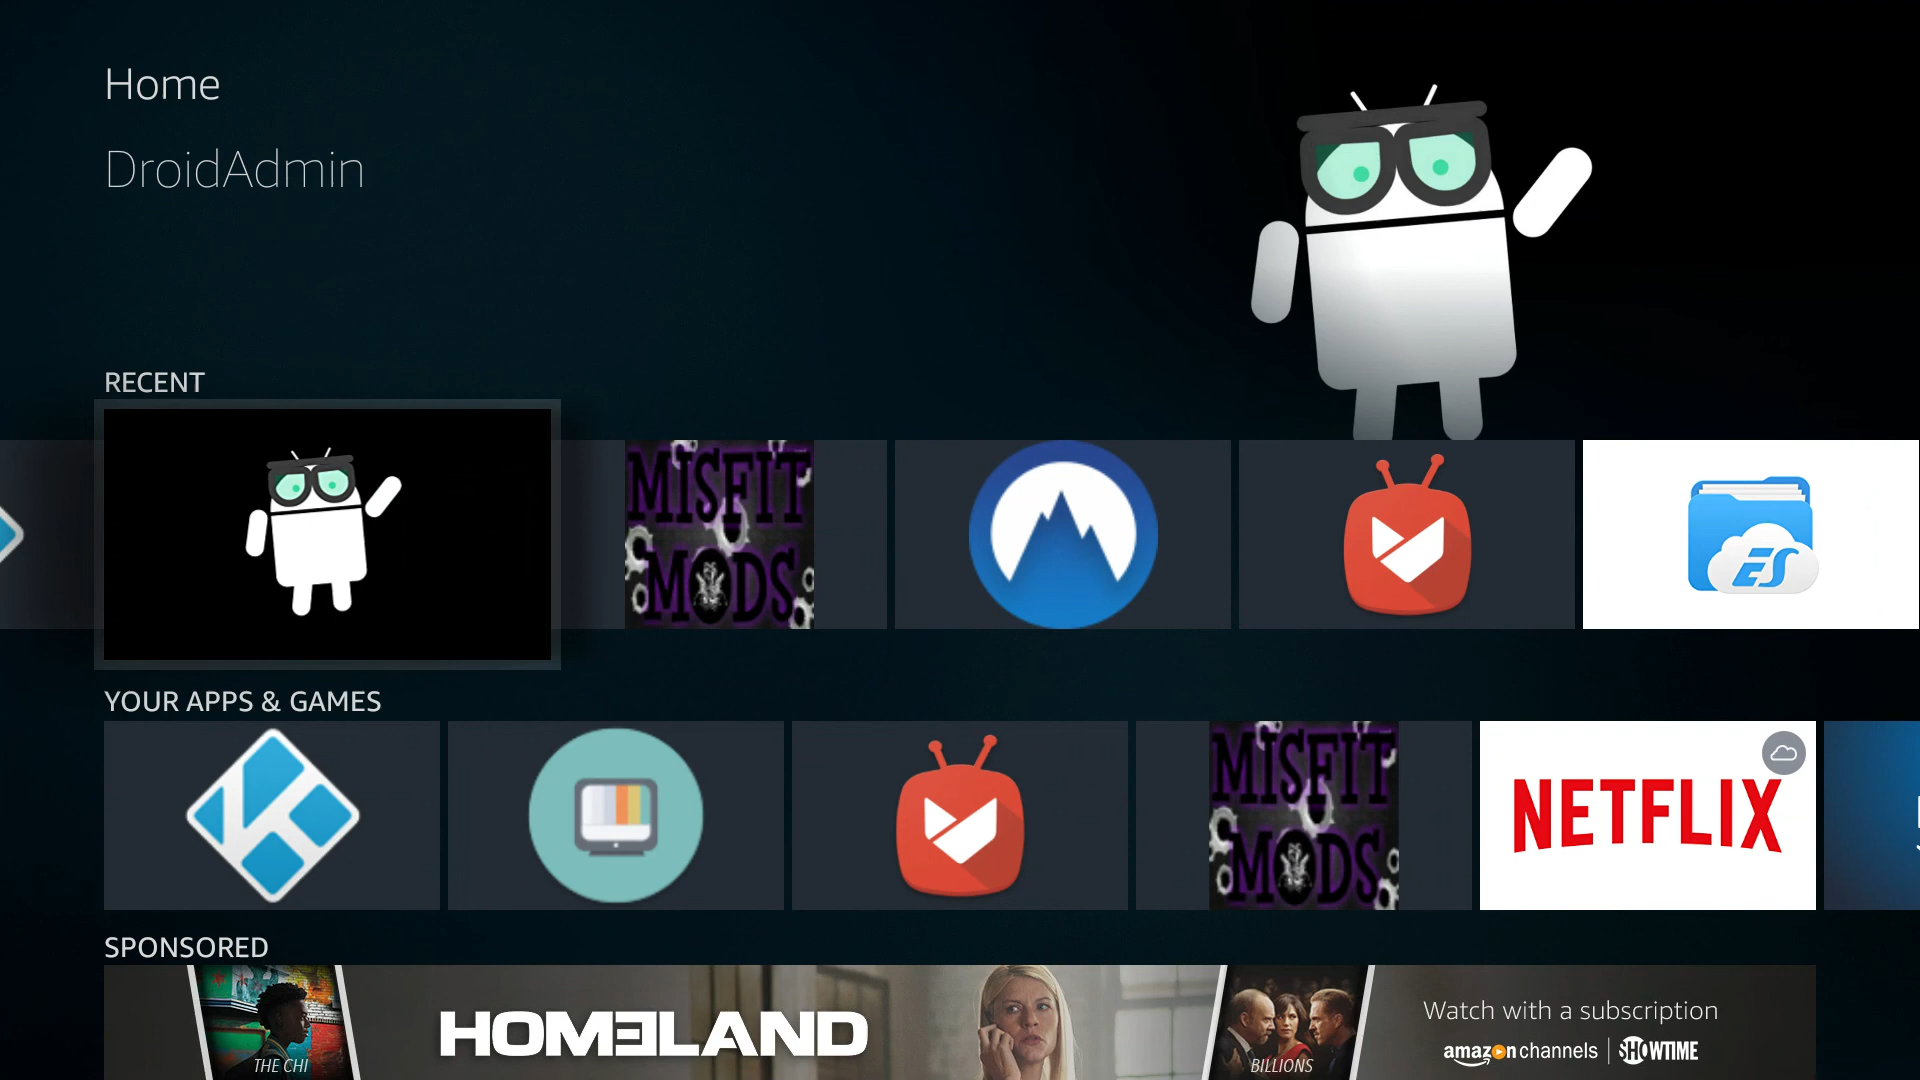 Home
DroidAdmin
RECENT
MISFIT
MODS
ES
YOUR APPS & GAMES
MISFIT
MODS
NETFLIX
SPONSORED
THE CHI
HOMELAND
BILLIONS
Watch with a subscription
amazon channels | SHOWTIME